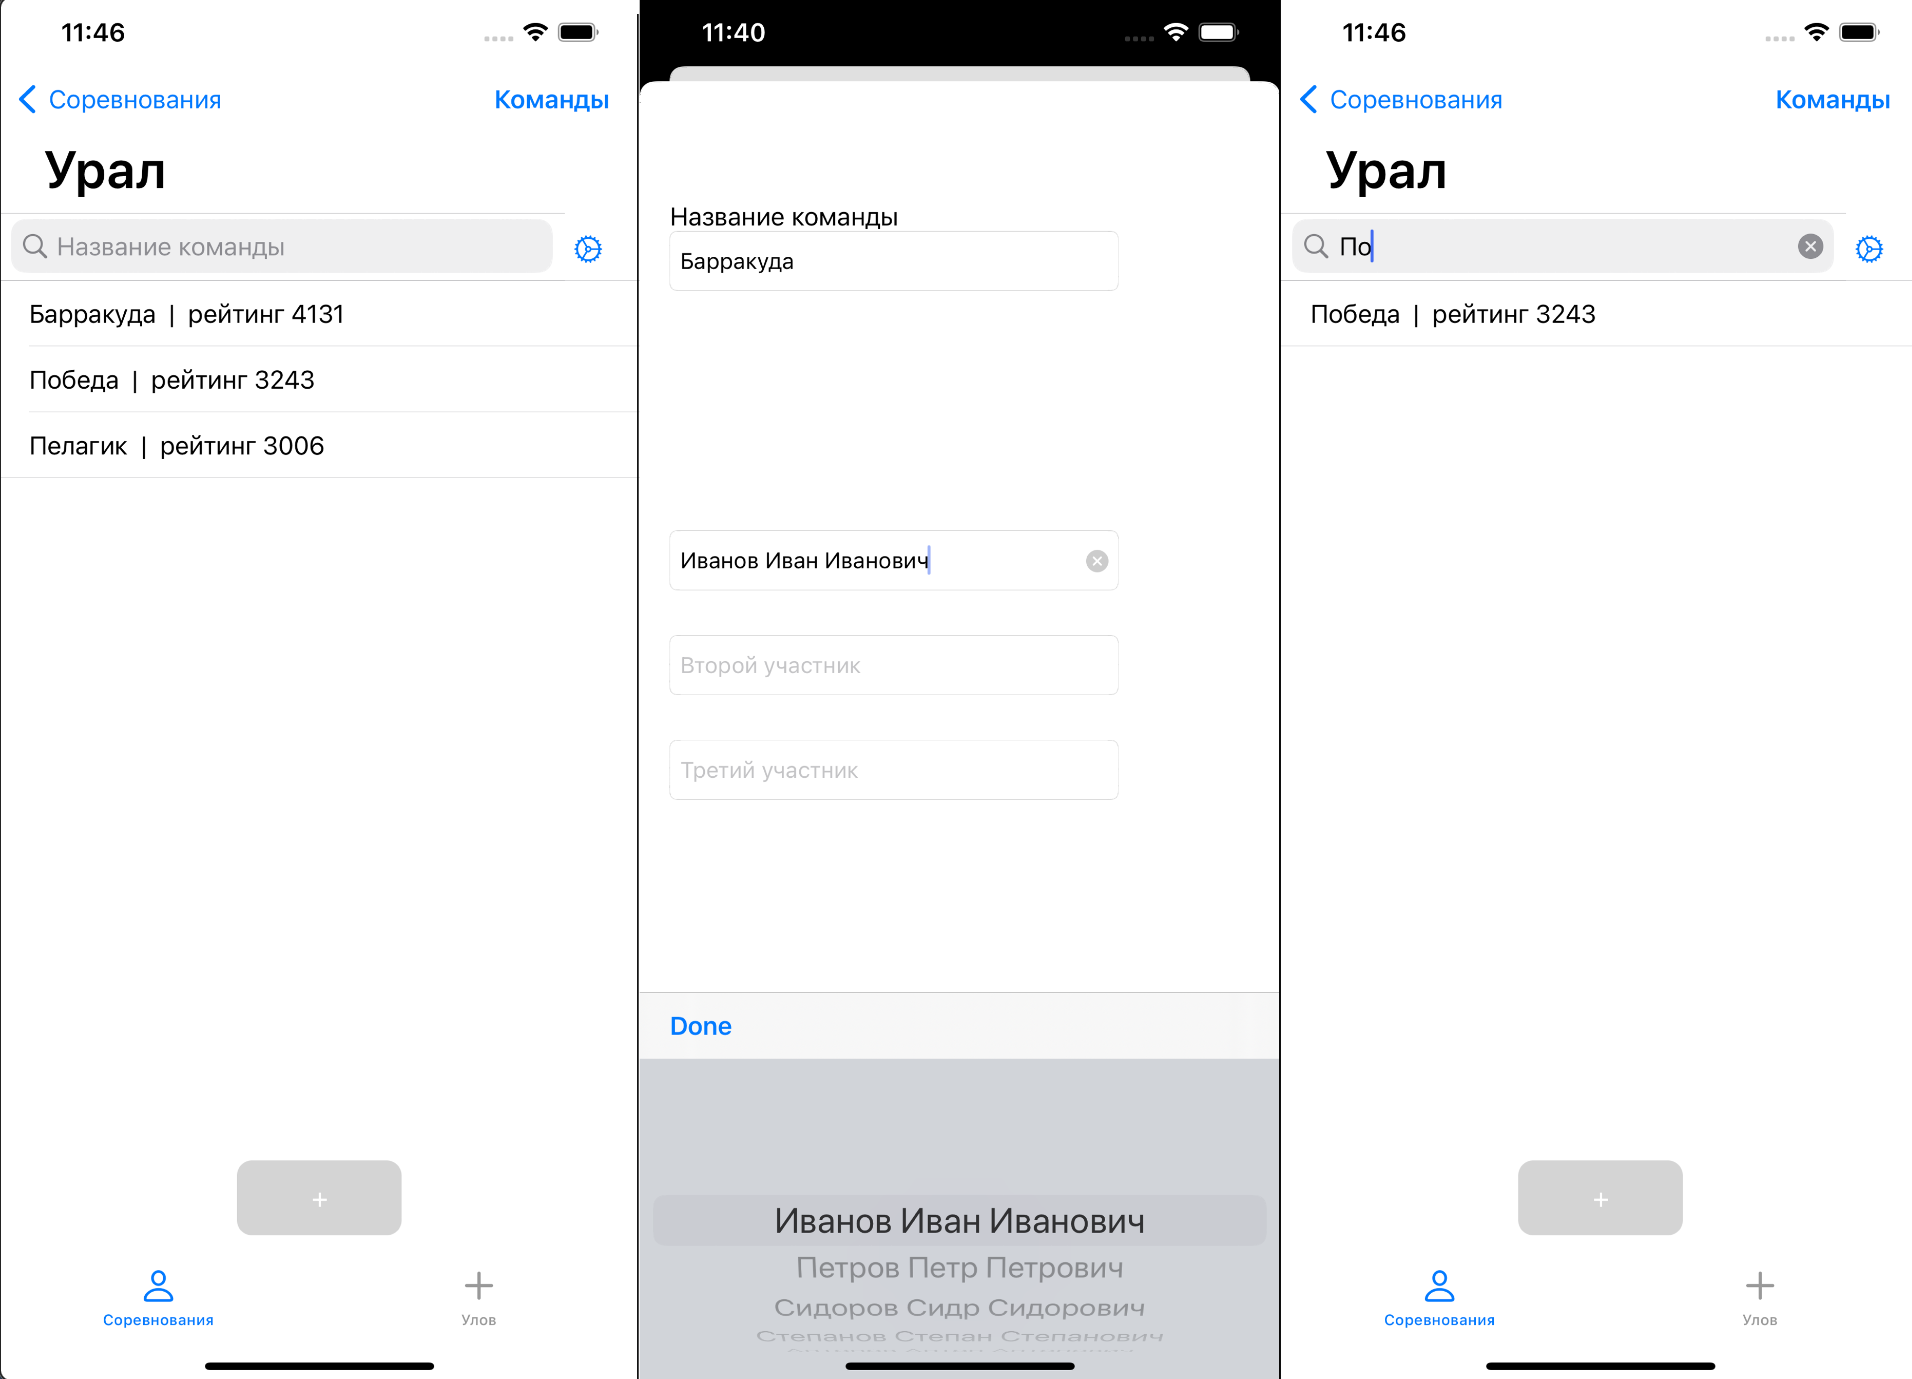 11:46
Соревнования
Команды
Урал
Название команды
Барракуда | рейтинг 4131
Победа | рейтинг 3243
Пелагик | рейтинг 3006
+
Соревнования
Улов
11:40
Название команды
Барракуда
Иванов Иван Иванович
Второй участник
Третий участник
Done
Иванов Иван Иванович
Петров Петр Петрович
Сидоров Сидр Сидорович
Степанов Степан Степанович
11:46
Соревнования
Команды
Урал
По
Победа | рейтинг 3243
+
Соревнования
Улов